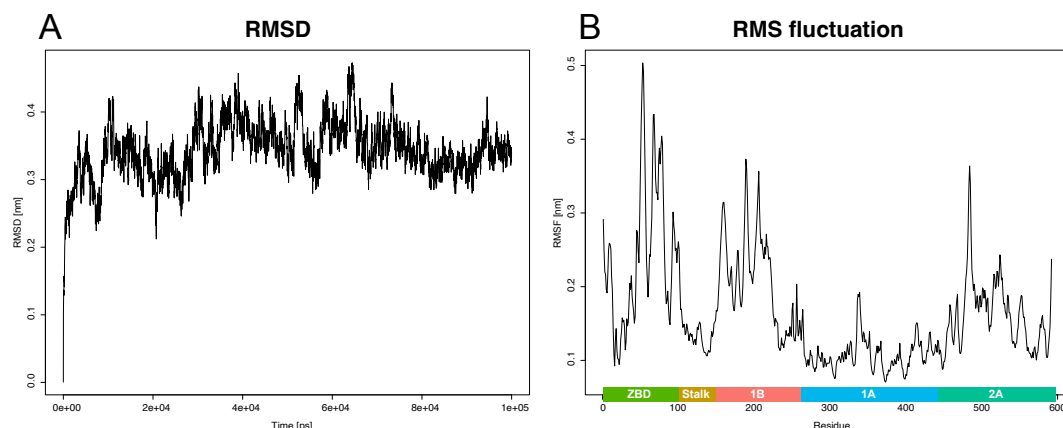 A
RMSD
RMSD [nm]
0.0
0.1
0.2
0.3
0.4
0e+00
2e+04
4e+04
6e+04
8e+04
1e+05
Time [ps]
B
RMS fluctuation
RMSF [nm]
0.1
0.2
0.3
0.4
0.5
ZBD
Stalk
1B
1A
2A
0
100
200
300
400
500
600
Residue